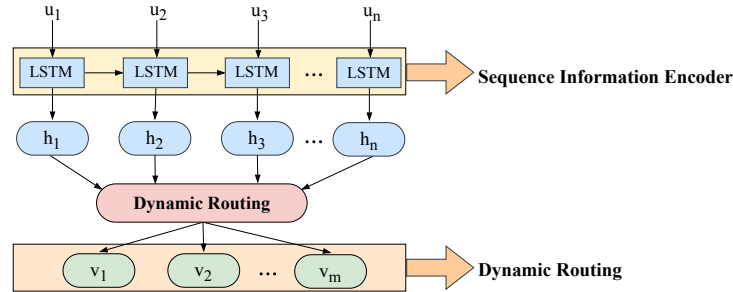 u1 u2 u3 un
LSTM LSTM LSTM ... LSTM
Sequence Information Encoder
h1 h2 h3 ... hn
Dynamic Routing
v1 v2 ... vm
Dynamic Routing